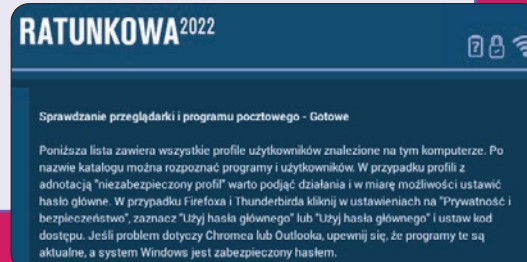 RATUNKOWA2022
Sprawdzanie przeglądarki i programu pocztowego - Gotowe
Poniższa lista zawiera wszystkie profile użytkowników znalezione na tym komputerze. Po
nazwie katalogu można rozpoznać programy i użytkowników. W przypadku profili z
adnotacją "niezabezpieczony profil" warto podjąć działania i w miarę możliwości ustawić
hasło główne. W przypadku Firefoxa i Thunderbirda kliknij w ustawieniach na "Prywatność i
bezpieczeństwo", zaznacz "Użyj hasła głównego" lub "Użyj hasła głównego" i ustaw kod
dostępu. Jeśli problem dotyczy Chromea lub Outlooka, upewnij się, że programy te są
aktualne, a system Windows jest zabezpieczony hasłem.